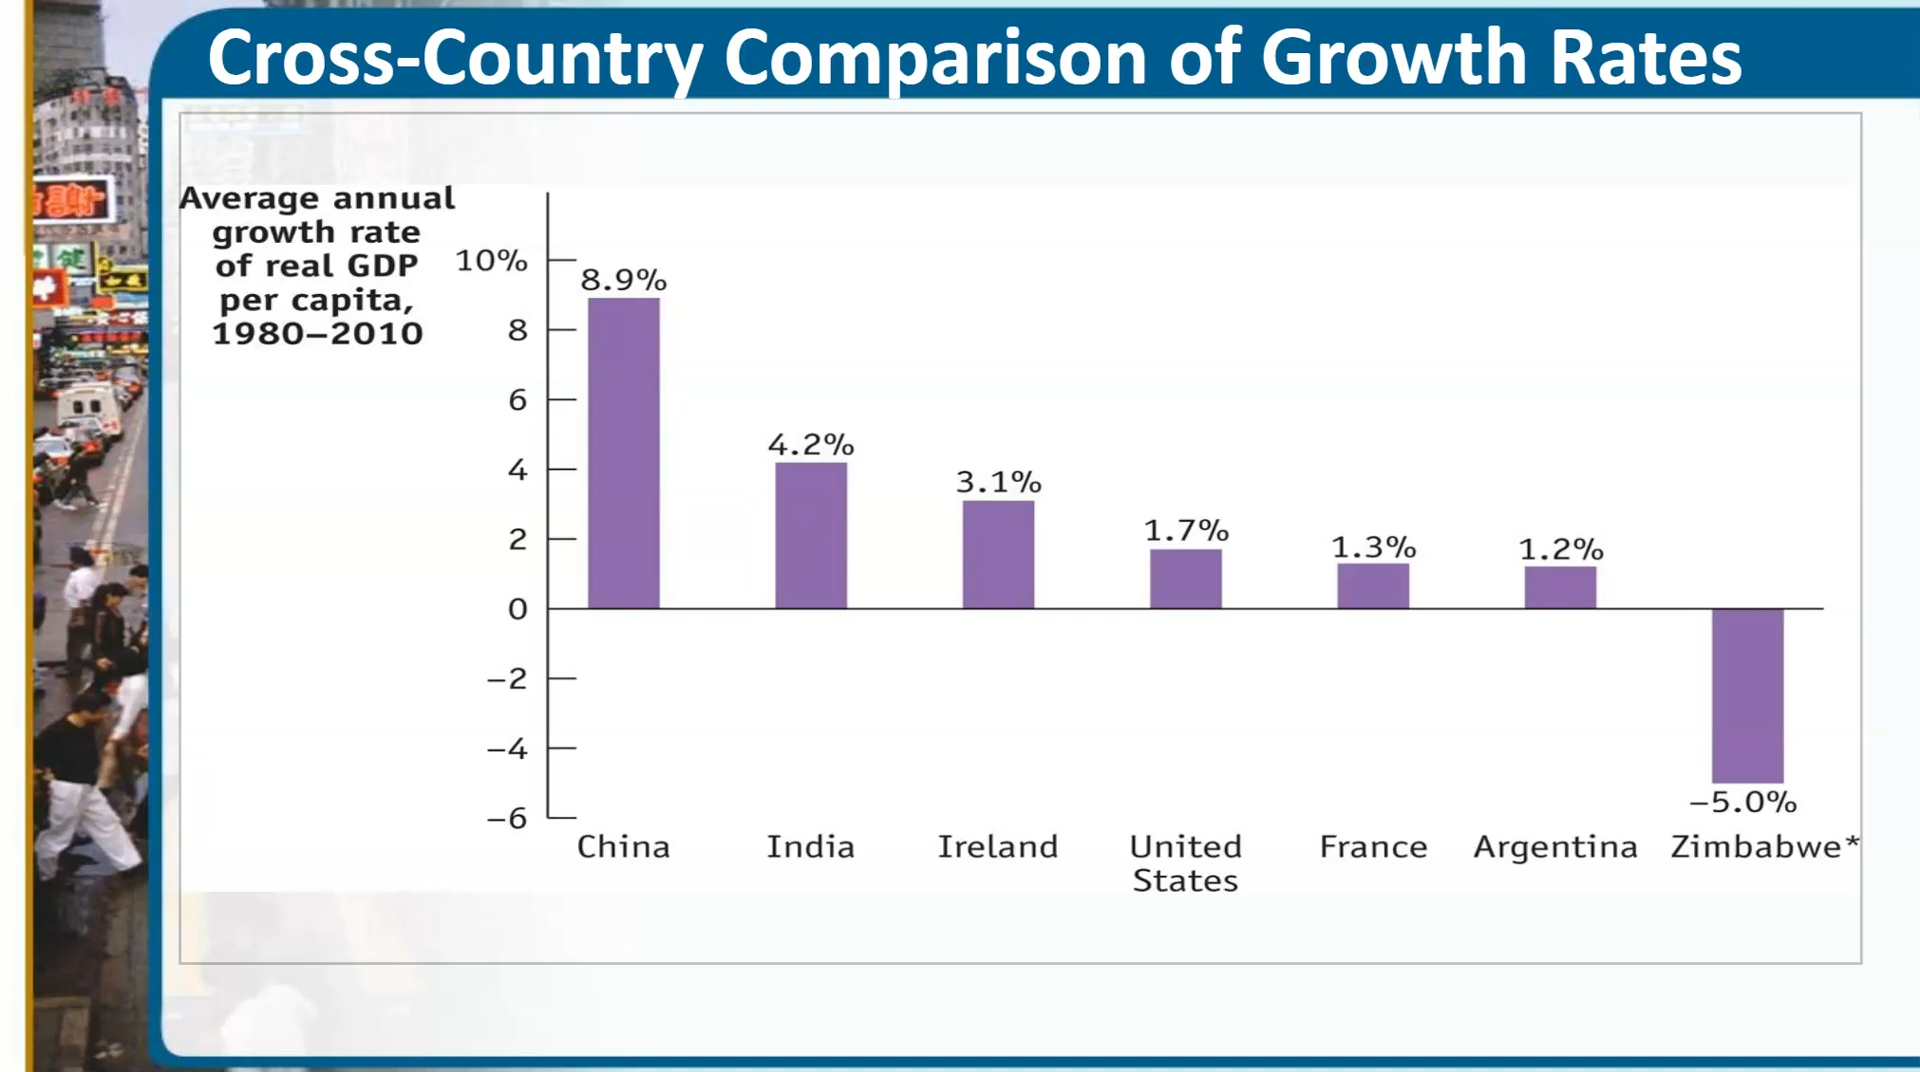 Cross-Country Comparison of Growth Rates
Average annual
growth rate
of real GDP
per capita,
1980–2010
10%
8
6
4
2
0
–2
–4
–6
8.9%
4.2%
3.1%
1.7%
1.3%
1.2%
–5.0%
China
India
Ireland
United
States
France
Argentina
Zimbabwe*